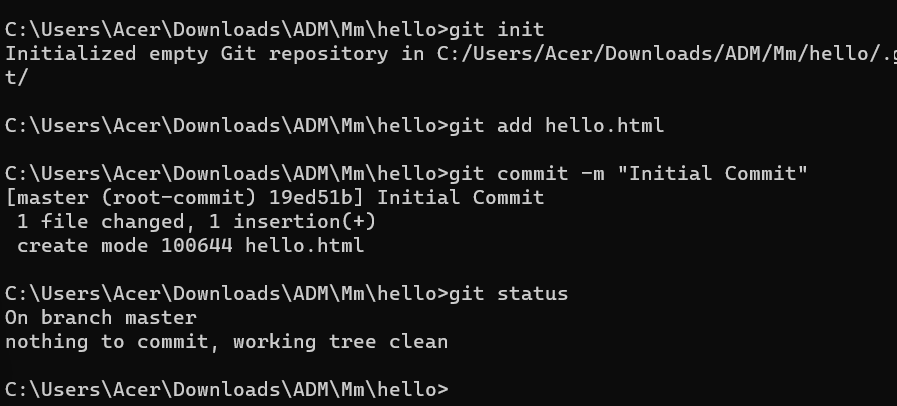 C:\Users\Acer\Downloads\ADM\Mm\hello>git init
Initialized empty Git repository in C:/Users/Acer/Downloads/ADM/Mm/hello/.g
t/
C:\Users\Acer\Downloads\ADM\Mm\hello>git add hello.html
C:\Users\Acer\Downloads\ADM\Mm\hello>git commit -m "Initial Commit"
[master (root-commit) 19ed51b] Initial Commit
 1 file changed, 1 insertion(+)
 create mode 100644 hello.html
C:\Users\Acer\Downloads\ADM\Mm\hello>git status
On branch master
nothing to commit, working tree clean
C:\Users\Acer\Downloads\ADM\Mm\hello>